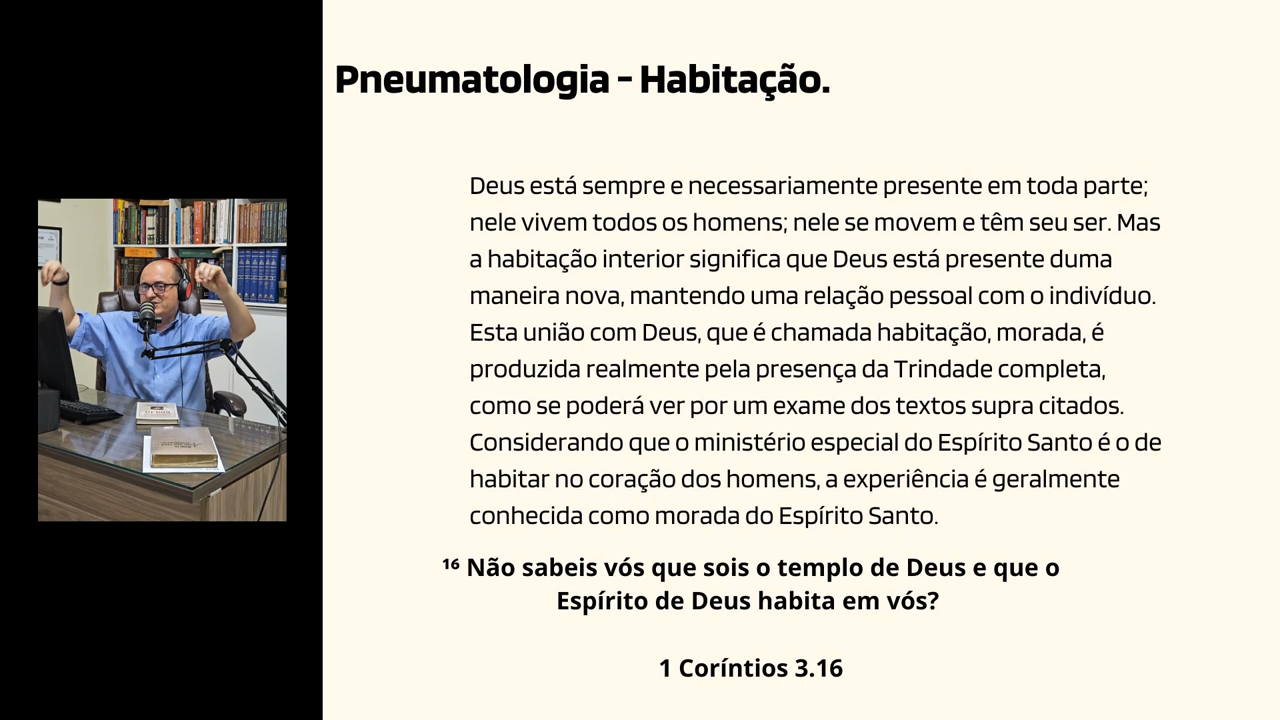 Pneumatologia - Habitação.
Deus está sempre e necessariamente presente em toda parte;
nele vivem todos os homens; nele se movem e têm seu ser. Mas
a habitação interior significa que Deus está presente duma
maneira nova, mantendo uma relação pessoal com o indivíduo.
Esta união com Deus, que é chamada habitação, morada, é
produzida realmente pela presença da Trindade completa,
como se poderá ver por um exame dos textos supra citados.
Considerando que o ministério especial do Espírito Santo é o de
habitar no coração dos homens, a experiência é geralmente
conhecida como morada do Espírito Santo.
¹⁶ Não sabeis vós que sois o templo de Deus e que o
Espírito de Deus habita em vós?
1 Coríntios 3.16